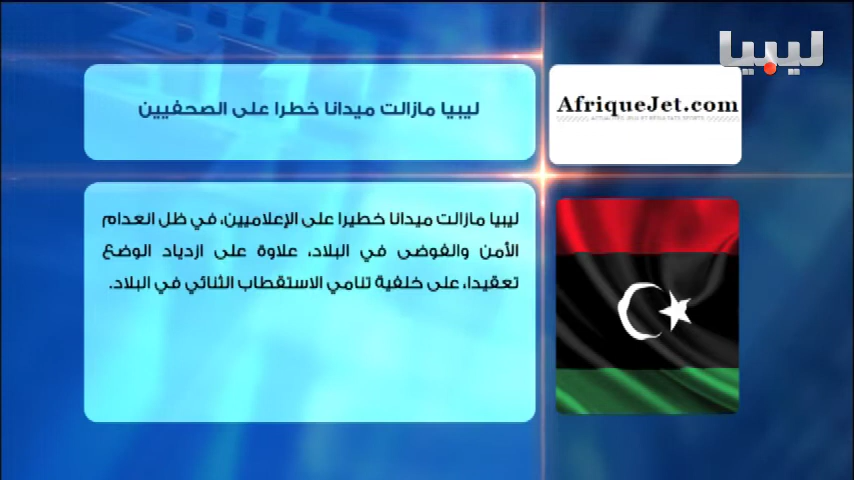 ليبيا
AfriqueJet.com
ليبيا مازالت ميدانا خطرا على الصحفيين
ليبيا مازالت ميدانا خطيرا على الإعلاميين، في ظل انعدام
الأمن والفوضى في البلاد، علاوة على ازدياد الوضع
تعقيدا، على خلفية تنامي الاستقطاب الثنائي في البلاد.